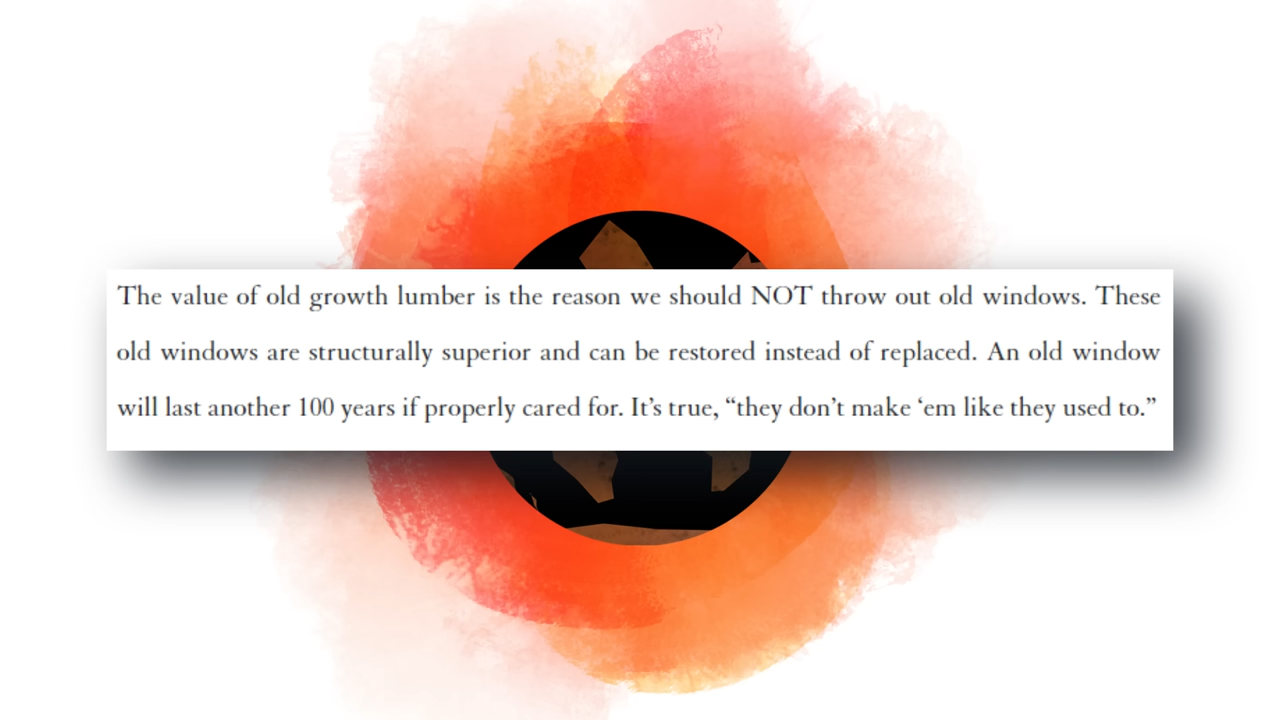 The value of old growth lumber is the reason we should NOT throw out old windows. These
old windows are structurally superior and can be restored instead of replaced. An old window
will last another 100 years if properly cared for. It’s true, “they don’t make ‘em like they used to.”